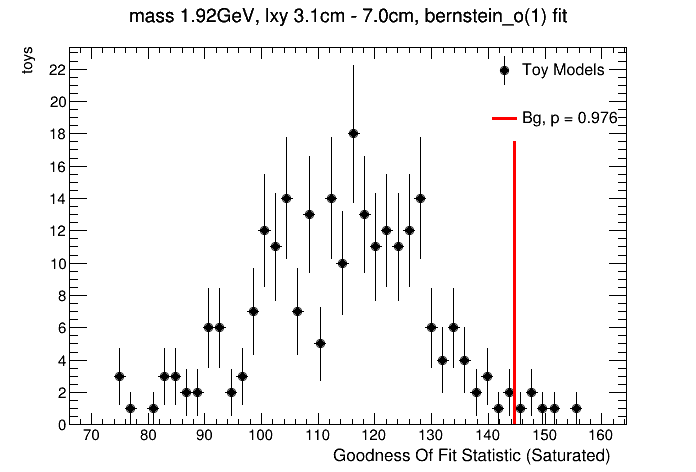 mass 1.92GeV, lxy 3.1cm - 7.0cm, bernstein_o(1) fit
toys
Toy Models
Bg, p = 0.976
22
20
18
16
14
12
10
8
6
4
2
0
70 80 90 100 110 120 130 140 150 160
Goodness Of Fit Statistic (Saturated)